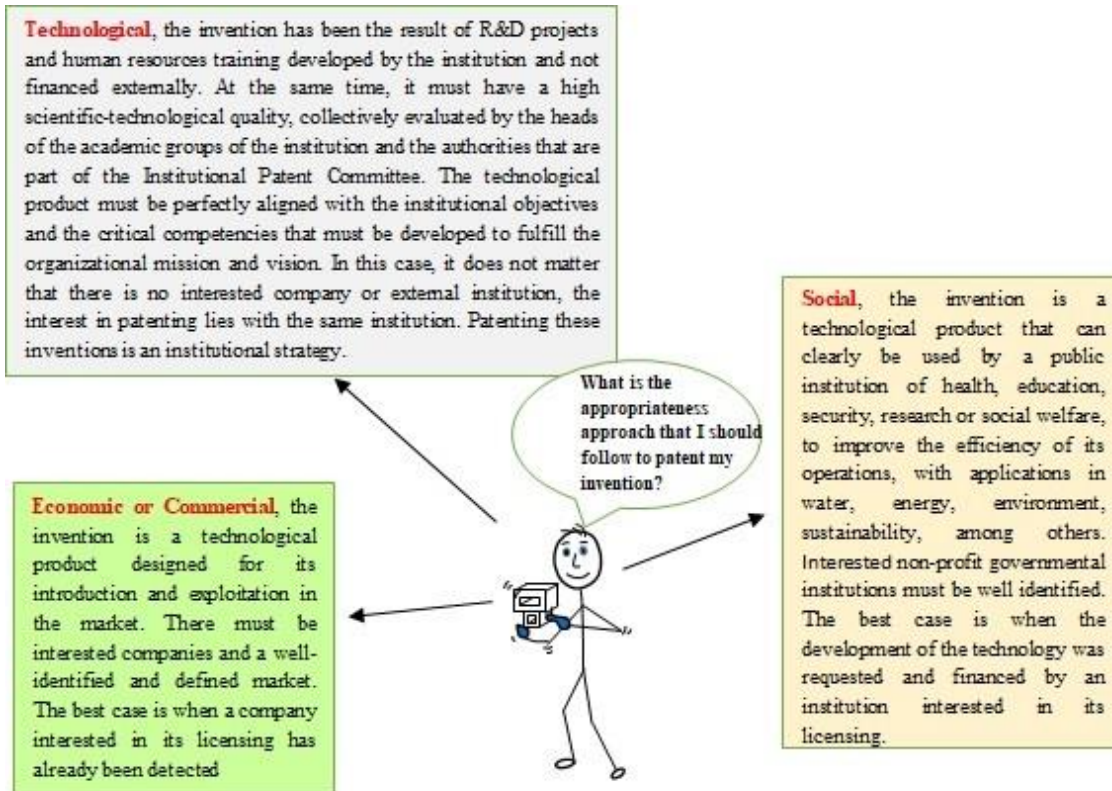 Technological, the invention has been the result of R&D projects
and human resources training developed by the institution and not
financed externally. At the same time, it must have a high
scientific-technological quality, collectively evaluated by the heads
of the academic groups of the institution and the authorities that are
part of the Institutional Patent Committee. The technological
product must be perfectly aligned with the institutional objectives
and the critical competencies that must be developed to fulfill the
organizational mission and vision. In this case, it does not matter
that there is no interested company or external institution, the
interest in patenting lies with the same institution. Patenting these
inventions is an institutional strategy.
What is the
appropriateness
approach that I should
follow to patent my
invention?
Social, the invention is a
technological product that can
clearly be used by a public
institution of health, education,
security, research or social welfare,
to improve the efficiency of its
operations, with applications in
water, energy, environment,
sustainability, among others.
Interested non-profit governmental
institutions must be well identified.
The best case is when the
development of the technology was
requested and financed by an
institution interested in its
licensing.
Economic or Commercial, the
invention is a technological
product designed for its
introduction and exploitation in
the market. There must be
interested companies and a well-
identified and defined market.
The best case is when a company
interested in its licensing has
already been detected